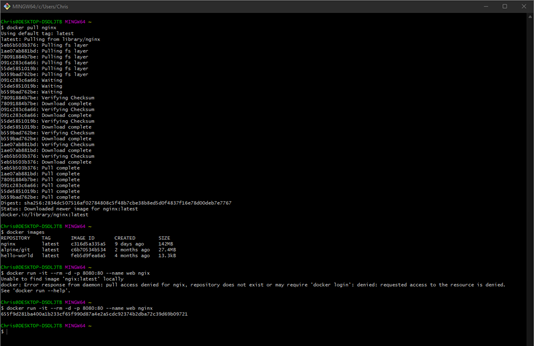 MINGW64:/c/Users/Chris
Chris@DESKTOP-DSOLJTB MINGW64 ~
$ docker pull nginx
Using default tag: latest
latest: Pulling from library/nginx
5eb5b503b376: Pulling fs layer
1ae07ab881bd: Pulling fs layer
78091884b7be: Pulling fs layer
091c283c6a66: Pulling fs layer
55de5851019b: Pulling fs layer
b559bad762be: Pulling fs layer
091c283c6a66: Waiting
55de5851019b: Waiting
b559bad762be: Waiting
78091884b7be: Verifying Checksum
78091884b7be: Download complete
091c283c6a66: Verifying Checksum
091c283c6a66: Download complete
55de5851019b: Verifying Checksum
55de5851019b: Download complete
b559bad762be: Verifying Checksum
b559bad762be: Download complete
1ae07ab881bd: Verifying Checksum
1ae07ab881bd: Download complete
5eb5b503b376: Verifying Checksum
5eb5b503b376: Download complete
5eb5b503b376: Pull complete
1ae07ab881bd: Pull complete
78091884b7be: Pull complete
091c283c6a66: Pull complete
55de5851019b: Pull complete
b559bad762be: Pull complete
Digest:
Status: Downloaded newer image for nginx:latest
docker.io/library/nginx:latest
Chris@DESKTOP-DSOLJTB MINGW64 ~
$ docker images
REPOSITORY TAG IMAGE ID CREATED SIZE
nginx latest c316d5a335a5 9 days ago 142MB
alpine/git latest c6b70534b534 2 months ago 27.4MB
hello-world latest feb5d9fea6a5 4 months ago 13.3kB
Chris@DESKTOP-DSOLJTB MINGW64 ~
$ docker run -it --rm -d -p 8080:80 --name web ngnix
Unable to find image 'ngnix:latest' locally
docker: Error response from daemon: pull access denied for ngnix, repository does not exist or may require 'docker login': denied: requested access to the resource is denied.
See 'docker run --help'.
Chris@DESKTOP-DSOLJTB MINGW64 ~
$ docker run -it --rm -d -p 8080:80 --name web nginx
Chris@DESKTOP-DSOLJTB MINGW64 ~
$